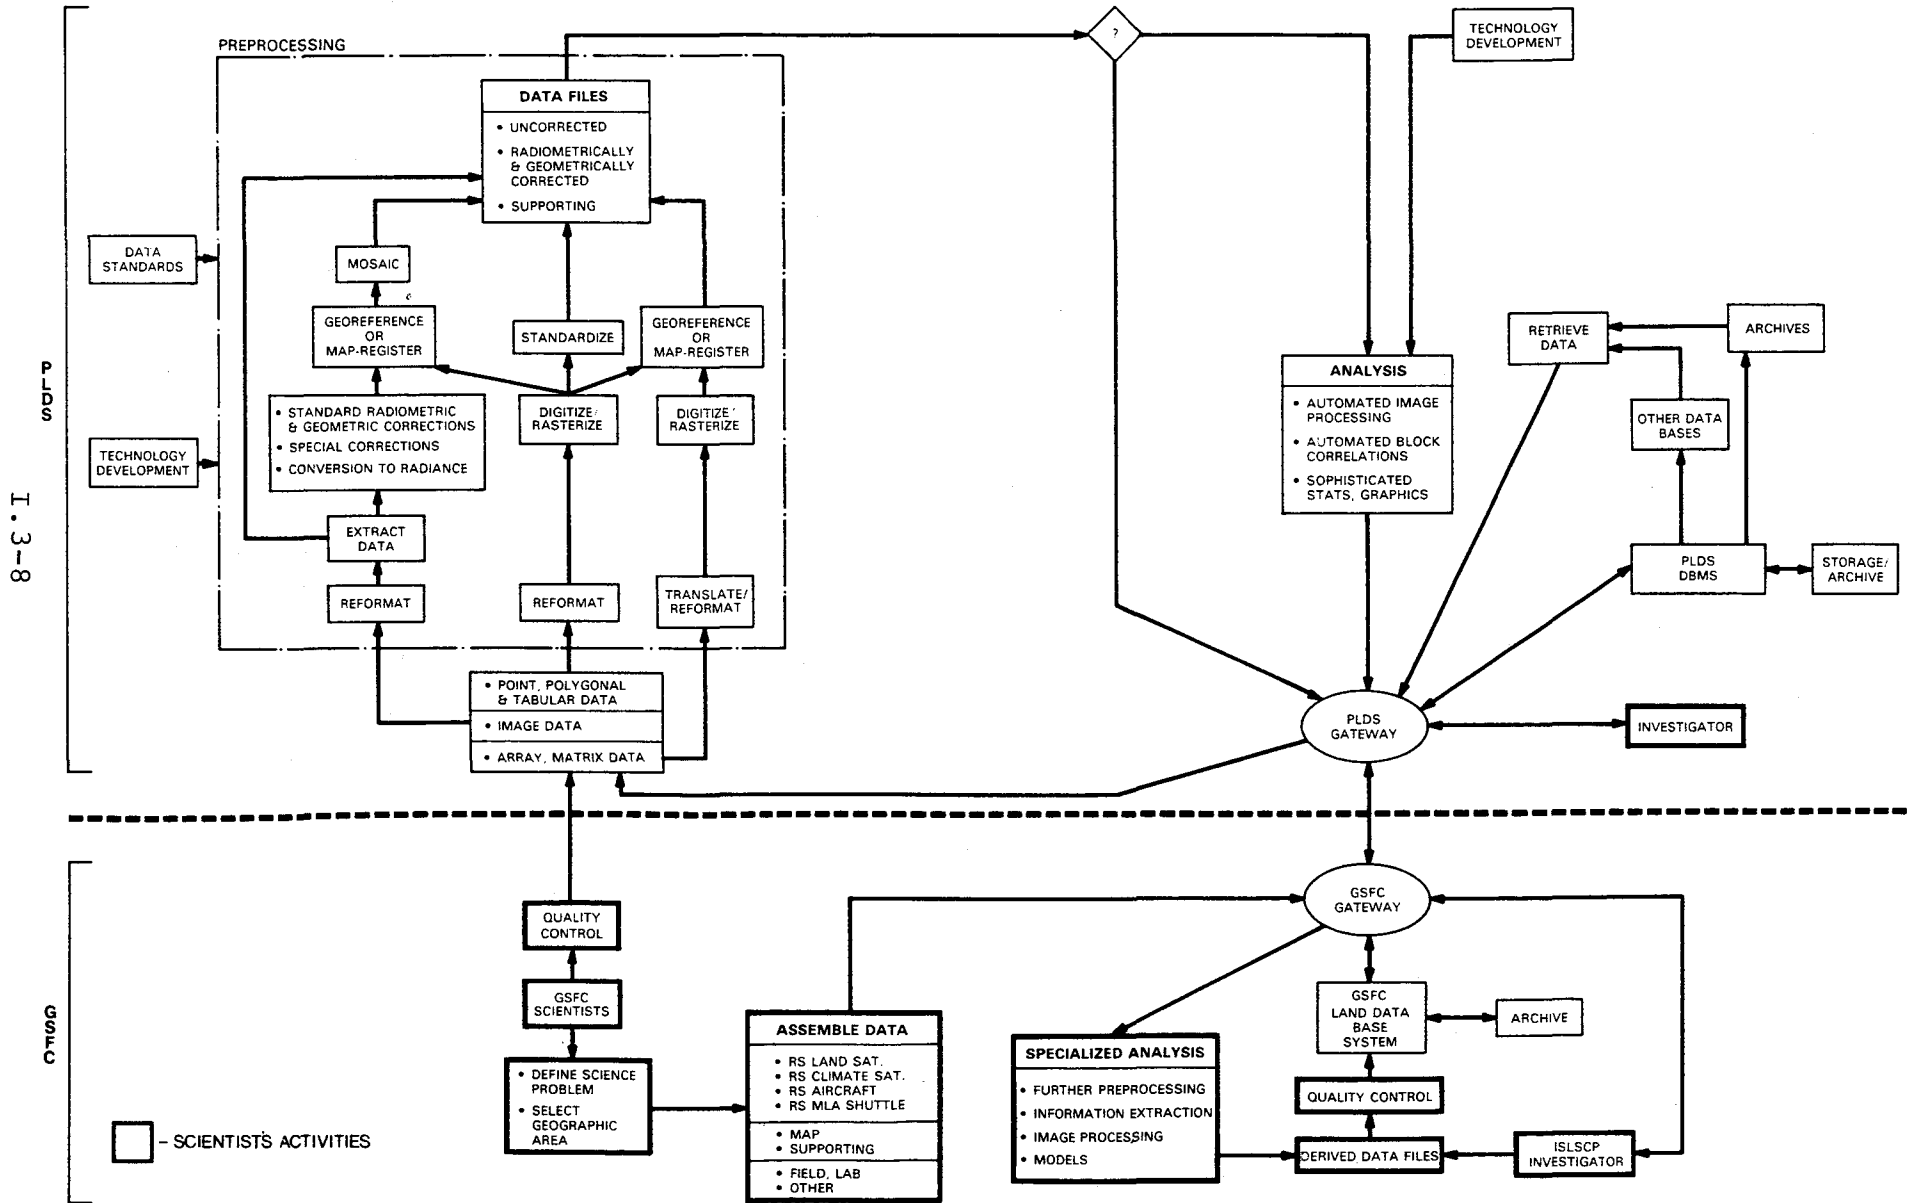 PREPROCESSING
?
TECHNOLOGY
DEVELOPMENT
DATA FILES
• UNCORRECTED
• RADIOMETRICALLY
& GEOMETRICALLY
CORRECTED
• SUPPORTING
DATA
STANDARDS
MOSAIC
GEOREFERENCE
OR
MAP-REGISTER
STANDARDIZE
GEOREFERENCE
OR
MAP-REGISTER
RETRIEVE
DATA
ARCHIVES
PLDS
I.3-8
TECHNOLOGY
DEVELOPMENT
• STANDARD RADIOMETRIC
& GEOMETRIC CORRECTIONS
• SPECIAL CORRECTIONS
• CONVERSION TO RADIANCE
DIGITIZE/
RASTERIZE
DIGITIZE/
RASTERIZE
ANALYSIS
• AUTOMATED IMAGE
PROCESSING
• AUTOMATED BLOCK
CORRELATIONS
• SOPHISTICATED
STATS, GRAPHICS
OTHER DATA
BASES
EXTRACT
DATA
REFORMAT
REFORMAT
TRANSLATE/
REFORMAT
PLDS
DBMS
STORAGE/
ARCHIVE
• POINT, POLYGONAL
& TABULAR DATA
• IMAGE DATA
• ARRAY, MATRIX DATA
PLDS
GATEWAY
INVESTIGATOR
GSFC
QUALITY
CONTROL
GSFC
SCIENTISTS
• DEFINE SCIENCE
PROBLEM
• SELECT
GEOGRAPHIC
AREA
ASSEMBLE DATA
• RS LAND SAT.
• RS CLIMATE SAT.
• RS AIRCRAFT
• RS MLA SHUTTLE
• MAP
• SUPPORTING
• FIELD, LAB
• OTHER
GSFC
GATEWAY
GSFC
LAND DATA
BASE
SYSTEM
ARCHIVE
SPECIALIZED ANALYSIS
• FURTHER PREPROCESSING
• INFORMATION EXTRACTION
• IMAGE PROCESSING
• MODELS
QUALITY CONTROL
DERIVED DATA FILES
ISLSCP
INVESTIGATOR
– SCIENTISTS ACTIVITIES